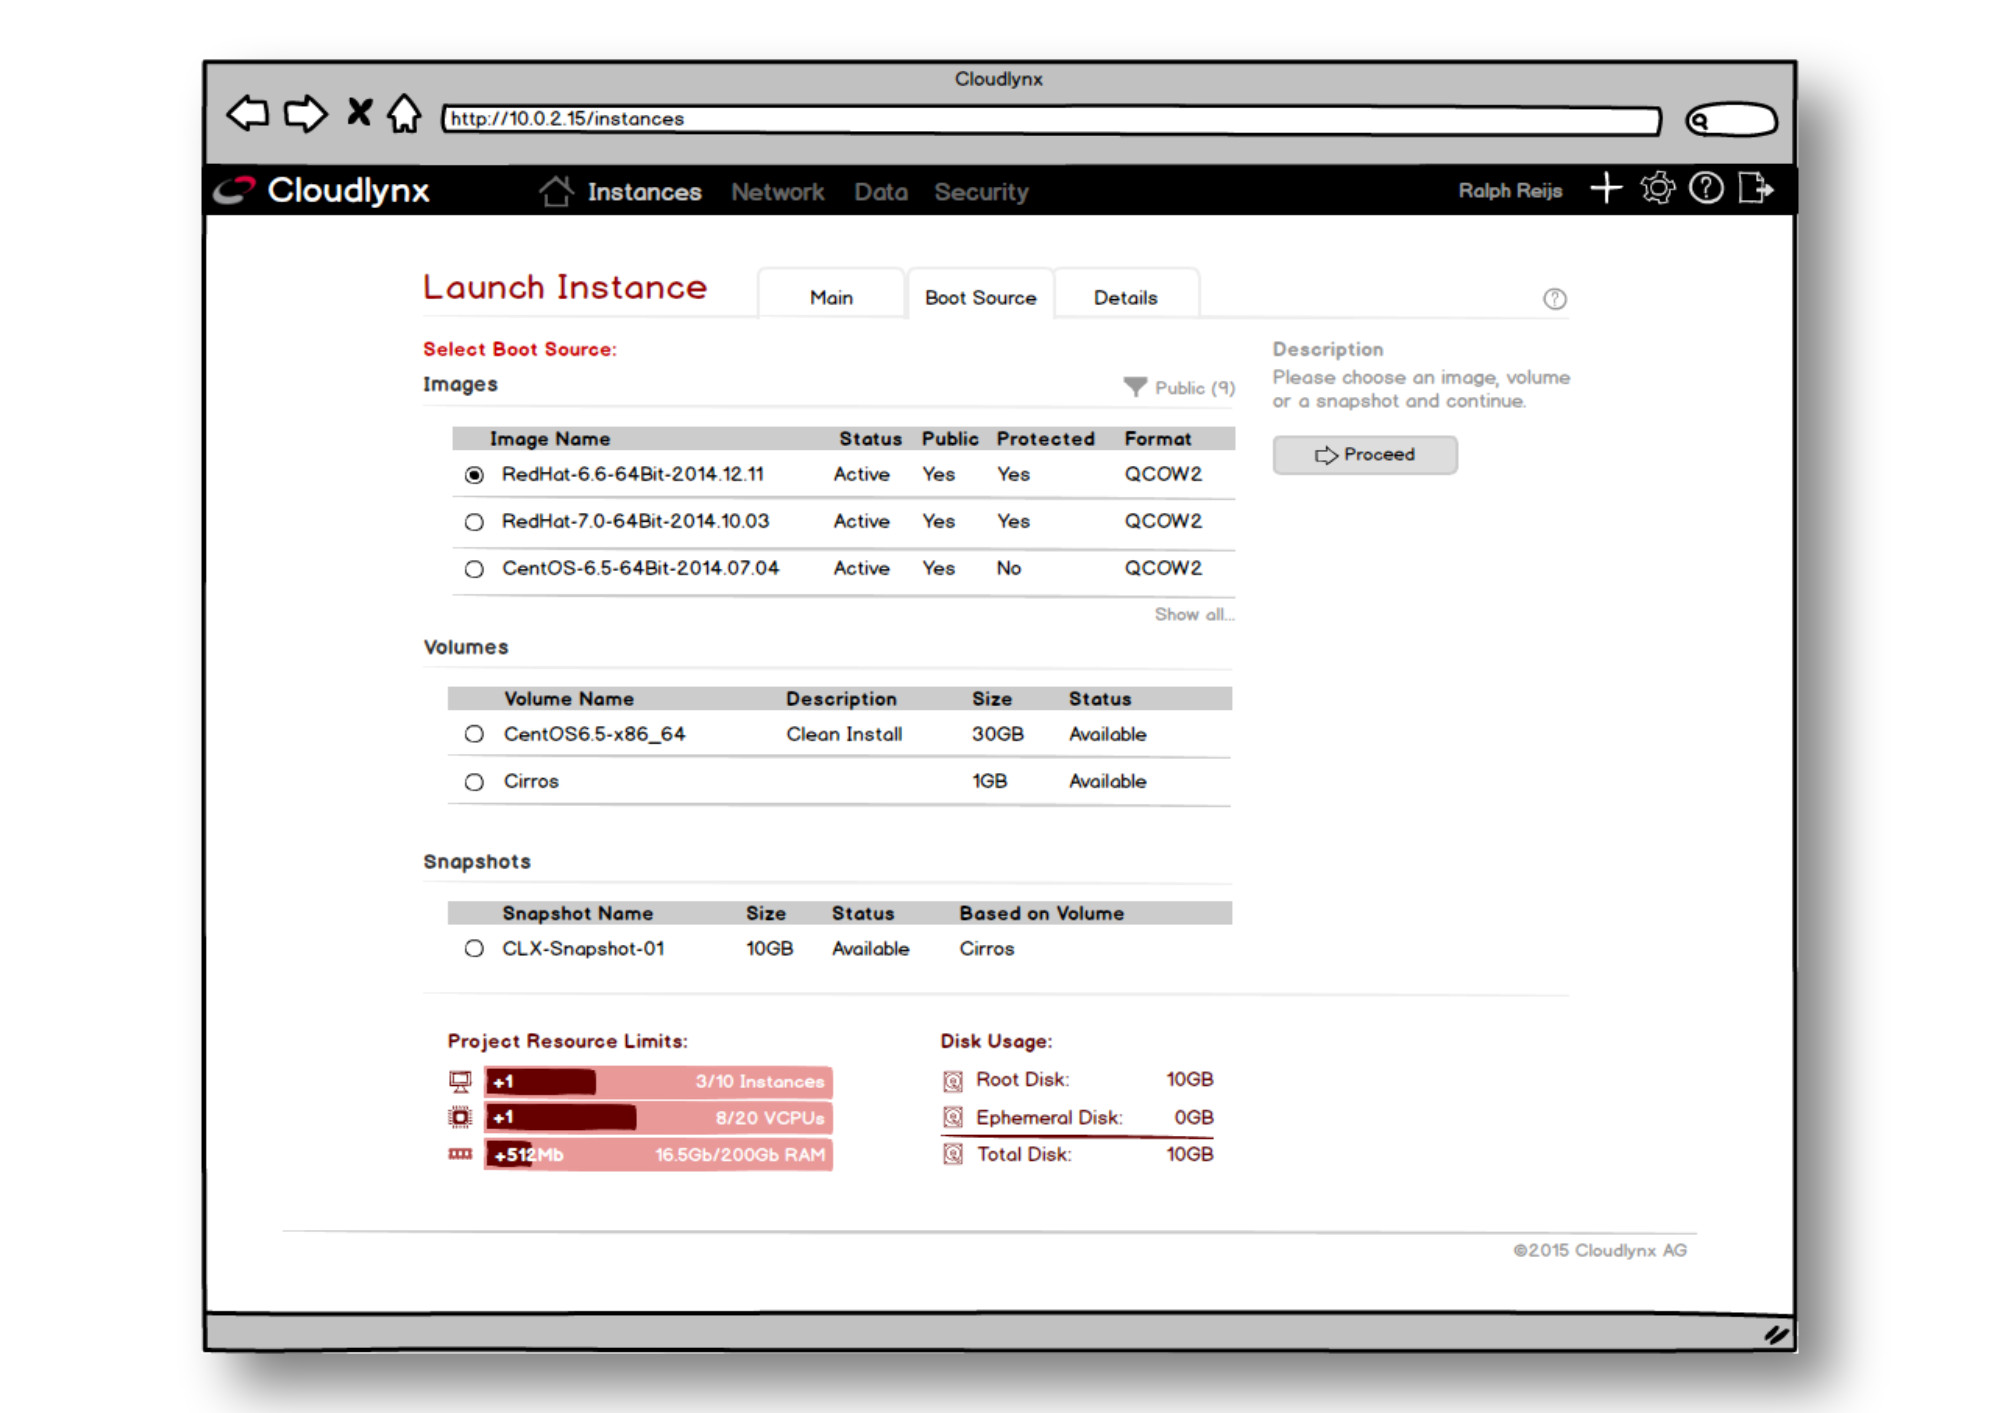 Cloudlynx
http://10.0.2.15/instances
Cloudlynx Instances Network Data Security Ralph Reijs
Launch Instance Main Boot Source Details ?
Select Boot Source:
Images Public (9)
Description
Please choose an image, volume
or a snapshot and continue.
Proceed
Image Name Status Public Protected Format
RedHat-6.6-64Bit-2014.12.11 Active Yes Yes QCOW2
RedHat-7.0-64Bit-2014.10.03 Active Yes Yes QCOW2
CentOS-6.5-64Bit-2014.07.04 Active Yes No QCOW2
Show all...
Volumes
Volume Name Description Size Status
CentOS6.5-x86_64 Clean Install 30GB Available
Cirros 1GB Available
Snapshots
Snapshot Name Size Status Based on Volume
CLX-Snapshot-01 10GB Available Cirros
Project Resource Limits:
+1 3/10 Instances
+1 8/20 VCPUs
+512Mb 16.5Gb/200Gb RAM
Disk Usage:
Root Disk: 10GB
Ephemeral Disk: 0GB
Total Disk: 10GB
©2015 Cloudlynx AG